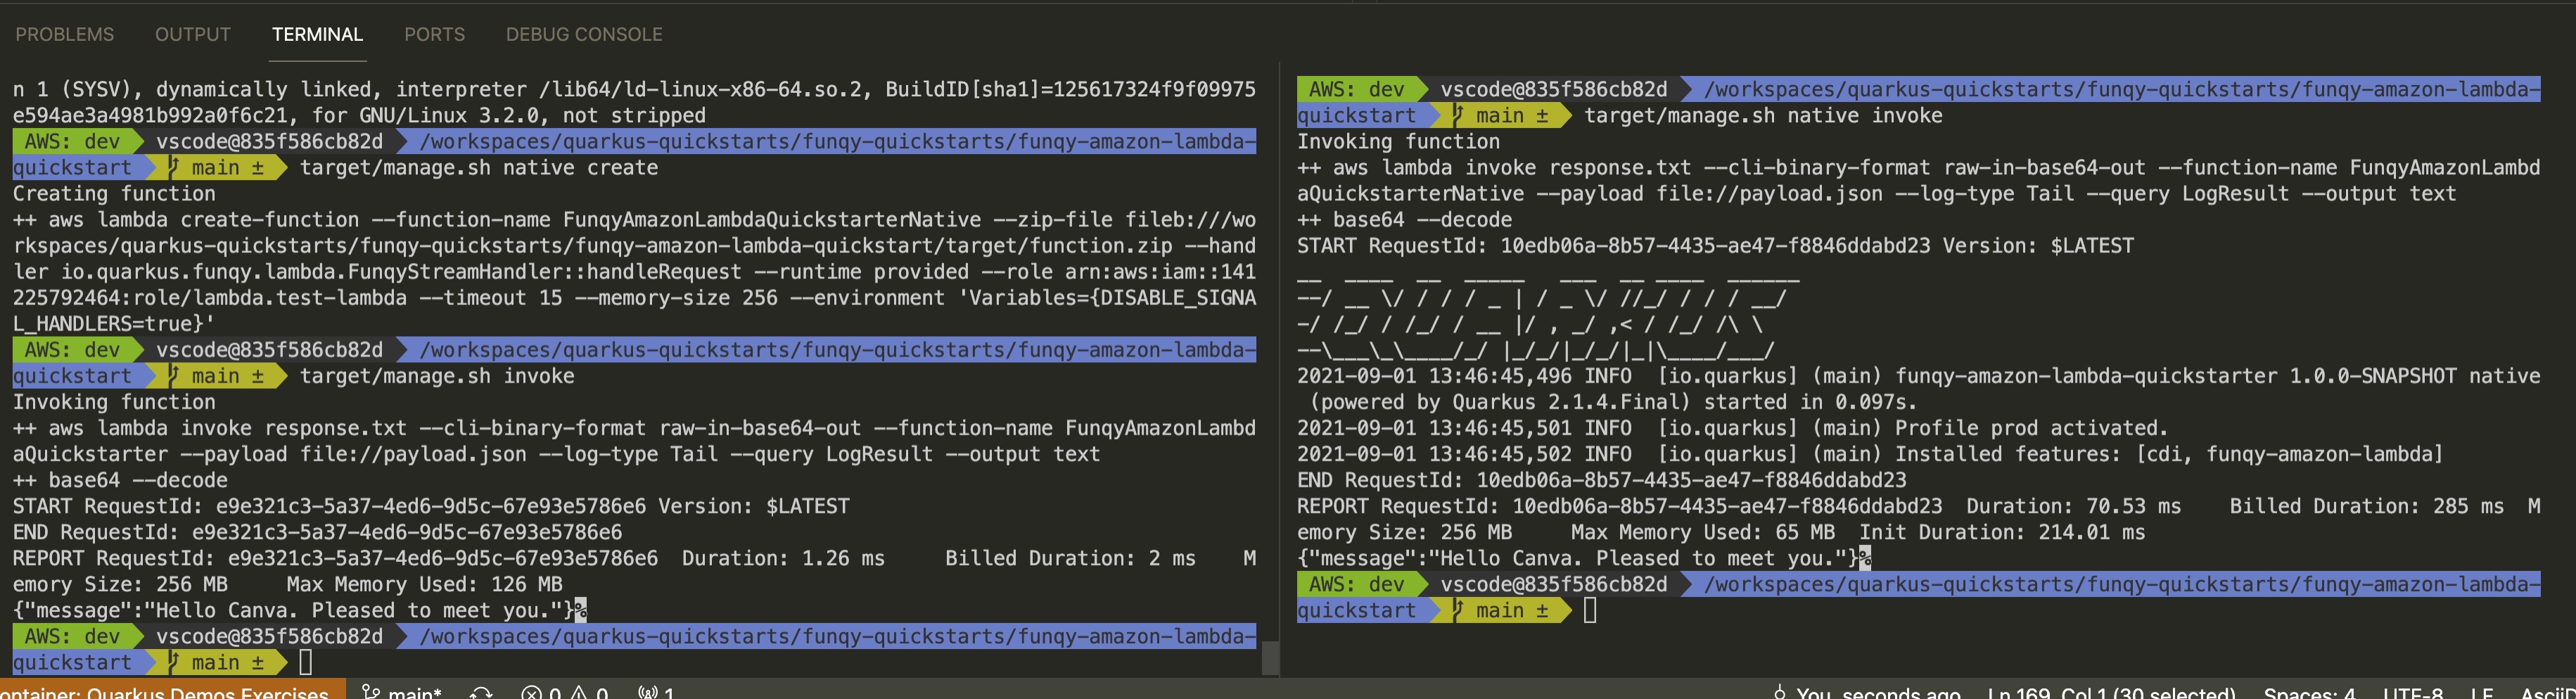 PROBLEMS OUTPUT TERMINAL PORTS DEBUG CONSOLE
n 1 (SYSV), dynamically linked, interpreter /lib64/ld-linux-x86-64.so.2, BuildID[sha1]=125617324f9f09975
e594ae3a4981b992a0f6c21, for GNU/Linux 3.2.0, not stripped
AWS: dev vscode@835f586cb82d /workspaces/quarkus-quickstarts/funqy-quickstarts/funqy-amazon-lambda-
quickstart main ± target/manage.sh native create
Creating function
++ aws lambda create-function --function-name FunqyAmazonLambdaQuickstarterNative --zip-file fileb:///wo
rkspaces/quarkus-quickstarts/funqy-quickstarts/funqy-amazon-lambda-quickstart/target/function.zip --hand
ler io.quarkus.funqy.lambda.FunqyStreamHandler::handleRequest --runtime provided --role arn:aws:iam::141
225792464:role/lambda.test-lambda --timeout 15 --memory-size 256 --environment 'Variables={DISABLE_SIGNA
L_HANDLERS=true}'
AWS: dev vscode@835f586cb82d /workspaces/quarkus-quickstarts/funqy-quickstarts/funqy-amazon-lambda-
quickstart main ± target/manage.sh invoke
Invoking function
++ aws lambda invoke response.txt --cli-binary-format raw-in-base64-out --function-name FunqyAmazonLambd
aQuickstarter --payload file://payload.json --log-type Tail --query LogResult --output text
++ base64 --decode
START RequestId: e9e321c3-5a37-4ed6-9d5c-67e93e5786e6 Version: $LATEST
END RequestId: e9e321c3-5a37-4ed6-9d5c-67e93e5786e6
REPORT RequestId: e9e321c3-5a37-4ed6-9d5c-67e93e5786e6 Duration: 1.26 ms Billed Duration: 2 ms M
emory Size: 256 MB Max Memory Used: 126 MB
{"message":"Hello Canva. Pleased to meet you."}%
AWS: dev vscode@835f586cb82d /workspaces/quarkus-quickstarts/funqy-quickstarts/funqy-amazon-lambda-
quickstart main ±
AWS: dev vscode@835f586cb82d /workspaces/quarkus-quickstarts/funqy-quickstarts/funqy-amazon-lambda-
quickstart main ± target/manage.sh native invoke
Invoking function
++ aws lambda invoke response.txt --cli-binary-format raw-in-base64-out --function-name FunqyAmazonLambd
aQuickstarterNative --payload file://payload.json --log-type Tail --query LogResult --output text
++ base64 --decode
START RequestId: 10edb06a-8b57-4435-ae47-f8846ddabd23 Version: $LATEST
__  ____  __  _____   ___  __ ____  ______
--/ __ \/ / / / _ | / _ \/ //_/ / / / __/
-/ /_/ / /_/ / __ |/ , _/ ,< / /_/ /\ \
--\___\_\____/_/ |_/_/|_/_/|_|\____/___/
2021-09-01 13:46:45,496 INFO [io.quarkus] (main) funqy-amazon-lambda-quickstarter 1.0.0-SNAPSHOT native
(powered by Quarkus 2.1.4.Final) started in 0.097s.
2021-09-01 13:46:45,501 INFO [io.quarkus] (main) Profile prod activated.
2021-09-01 13:46:45,502 INFO [io.quarkus] (main) Installed features: [cdi, funqy-amazon-lambda]
END RequestId: 10edb06a-8b57-4435-ae47-f8846ddabd23
REPORT RequestId: 10edb06a-8b57-4435-ae47-f8846ddabd23 Duration: 70.53 ms Billed Duration: 285 ms M
emory Size: 256 MB Max Memory Used: 65 MB Init Duration: 214.01 ms
{"message":"Hello Canva. Pleased to meet you."}%
AWS: dev vscode@835f586cb82d /workspaces/quarkus-quickstarts/funqy-quickstarts/funqy-amazon-lambda-
quickstart main ±
ontainer: Quarkus Demos Exercises main* 0 0 1 You, seconds ago Ln 169, Col 1 (30 selected) Spaces: 4 UTF-8 LF AsciiD